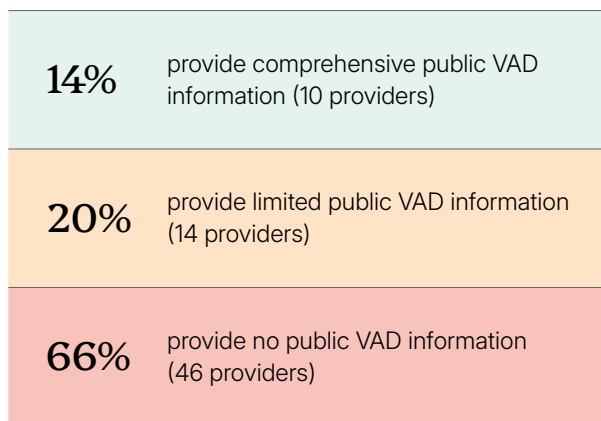 14%
provide comprehensive public VAD
information (10 providers)
20%
provide limited public VAD information
(14 providers)
66%
provide no public VAD information
(46 providers)